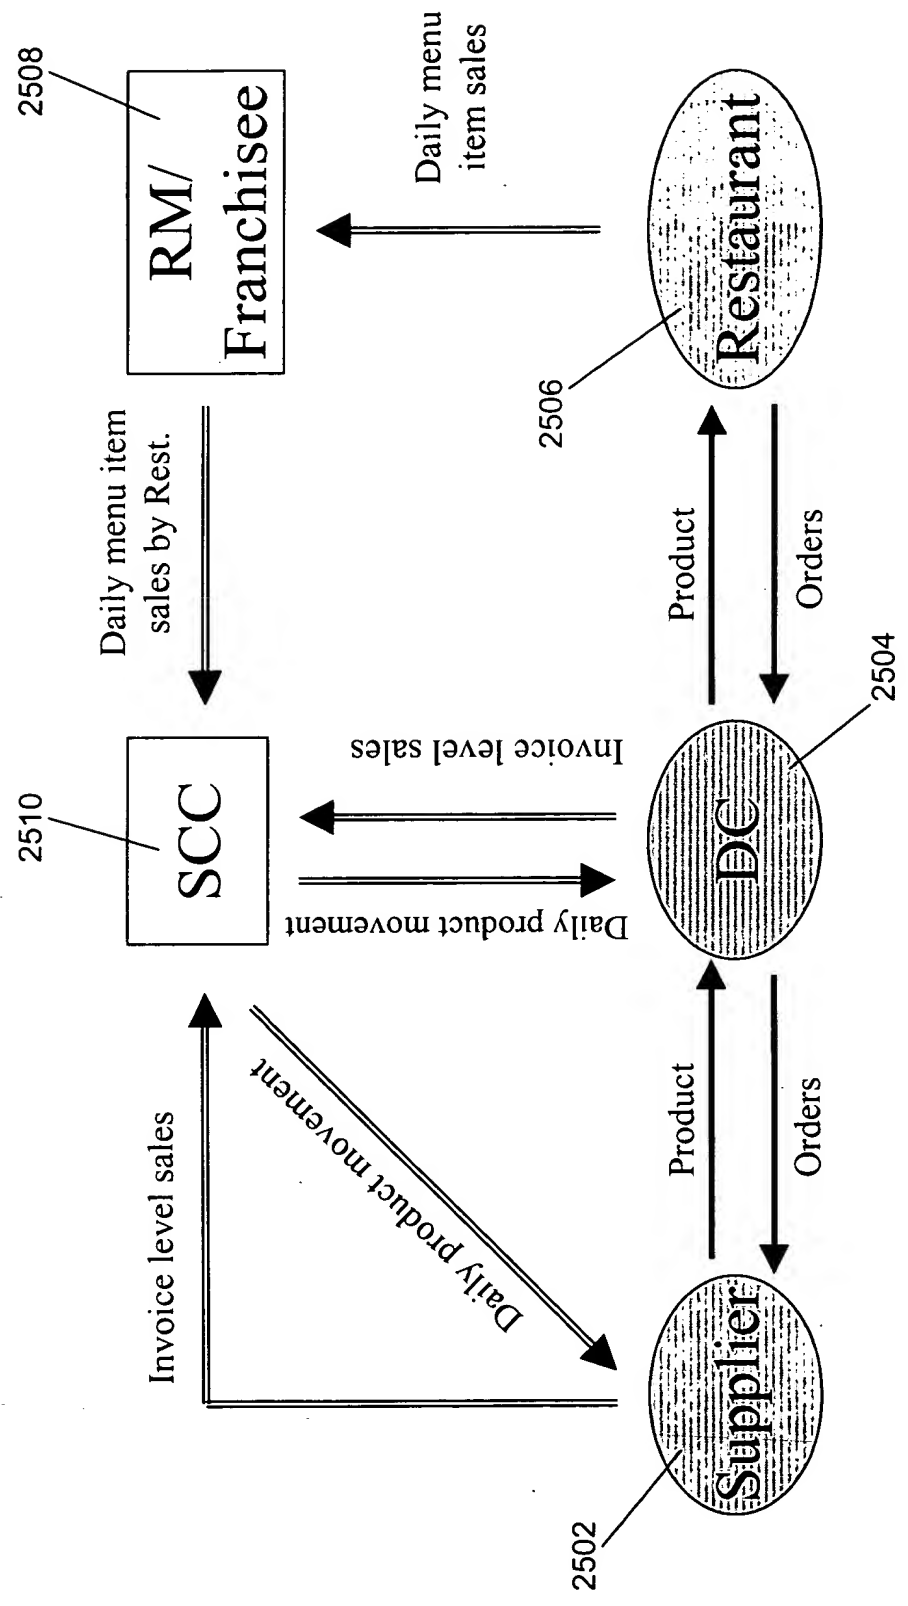 2510
2508
SCC
RM/
Franchisee
Invoice level sales
Daily menu item
sales by Rest.
Daily product movement
Daily product movement
Invoice level sales
Daily menu
item sales
2502
Supplier
Product
Orders
DC
2504
Product
Orders
2506
Restaurant